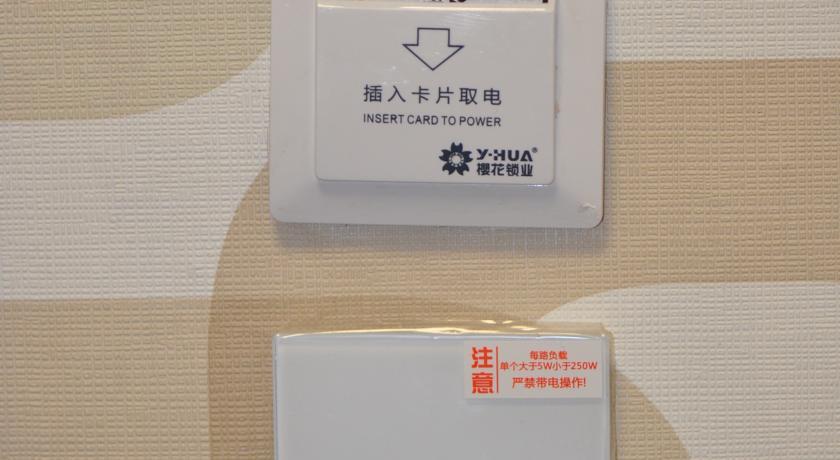 插入卡片取电
INSERT CARD TO POWER
Y·HUA®
樱花锁业
注意
每路负载
单个大于5W小于250W
严禁带电操作!